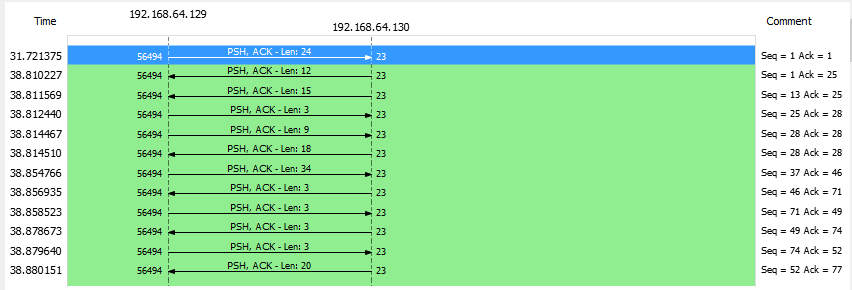 192.168.64.129
Time 192.168.64.130 Comment
31.721375 56494 PSH, ACK - Len: 24 23 Seq = 1 Ack = 1
38.810227 56494 PSH, ACK - Len: 12 23 Seq = 1 Ack = 25
38.811569 56494 PSH, ACK - Len: 15 23 Seq = 13 Ack = 25
38.812440 56494 PSH, ACK - Len: 3 23 Seq = 25 Ack = 28
38.814467 56494 PSH, ACK - Len: 9 23 Seq = 28 Ack = 28
38.814510 56494 PSH, ACK - Len: 18 23 Seq = 28 Ack = 28
38.854766 56494 PSH, ACK - Len: 34 23 Seq = 37 Ack = 46
38.856935 56494 PSH, ACK - Len: 3 23 Seq = 46 Ack = 71
38.858523 56494 PSH, ACK - Len: 3 23 Seq = 71 Ack = 49
38.878673 56494 PSH, ACK - Len: 3 23 Seq = 49 Ack = 74
38.879640 56494 PSH, ACK - Len: 3 23 Seq = 74 Ack = 52
38.880151 56494 PSH, ACK - Len: 20 23 Seq = 52 Ack = 77